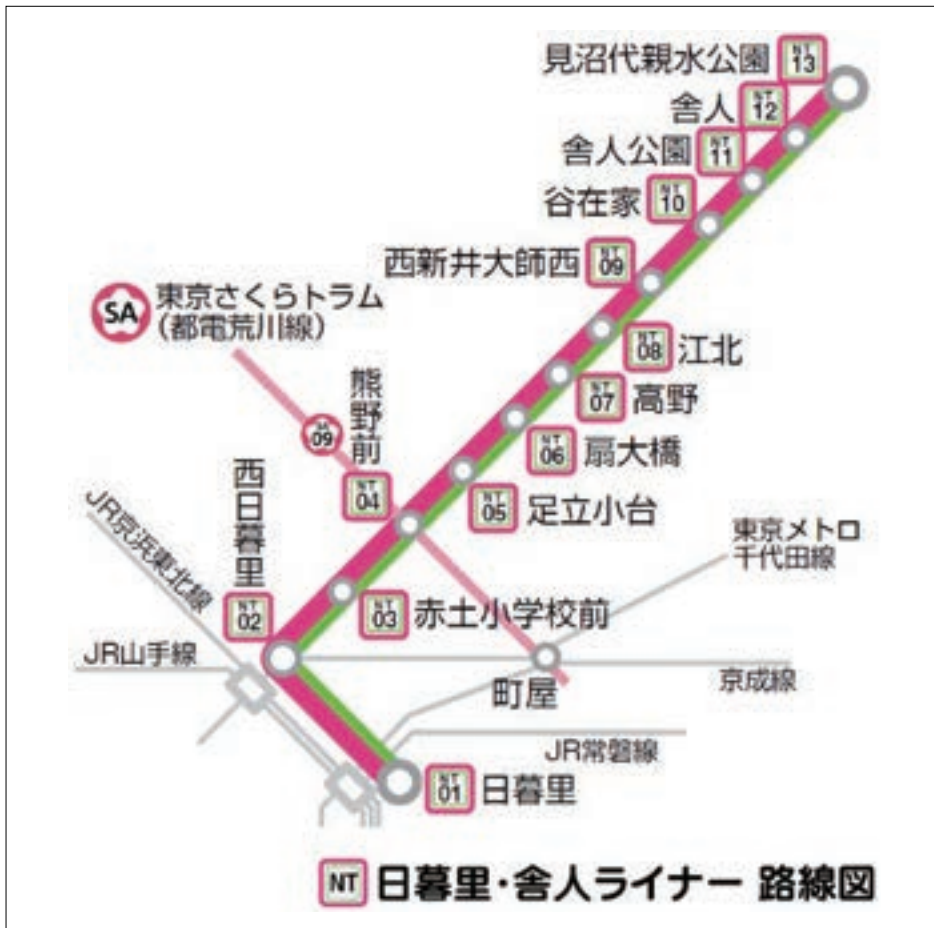 見沼代親水公園
NT
13
舎人
NT
12
舎人公園
NT
11
谷在家
NT
10
西新井大師西
NT
09
SA
東京さくらトラム
(都電荒川線)
NT
08
江北
NT
07
高野
熊野前
SA
09
NT
06
扇大橋
NT
04
NT
05
足立小台
西日暮里
東京メトロ
千代田線
JR京浜東北線
NT
02
NT
03
赤土小学校前
JR山手線
町屋
京成線
JR常磐線
NT
01
日暮里
NT 日暮里・舎人ライナー 路線図